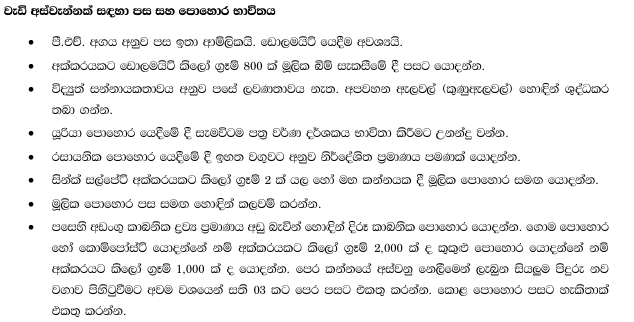 වැඩි අස්වැන්නක් සඳහා පස සහ පොහොර භාවිතය
• පී.එච්. අගය අනුව පස ඉතා ආම්ලිකයි. ඩොලමයිට් යෙදීම අවශ්‍යයි.
• අක්කරයකට ඩොලමයිට් කිලෝ ග්‍රෑම් 800 ක් මූලික බිම් සැකසීමේ දී පසට යොදන්න.
• විද්‍යුත් සන්නායකතාවය අනුව පසේ ලවණතාවය නැත. අපවහන ඇලවල් (කුණුඇලවල්) හොඳින් ශුද්ධකර
තබා ගන්න.
• යූරියා පොහොර යෙදීමේ දී සැමවිටම පත්‍ර වර්ණ දර්ශකය භාවිතා කිරීමට උනන්දු වන්න.
• රසායනික පොහොර යෙදීමේ දී ඉහත වගුවට අනුව නිර්දේශිත ප්‍රමාණය පමණක් යොදන්න.
• සින්ක් සල්පේට් අක්කරයකට කිලෝ ග්‍රෑම් 2 ක් යල හෝ මහ කන්නයක දී මූලික පොහොර සමඟ යොදන්න.
• මූලික පොහොර පස සමඟ හොඳින් කලවම් කරන්න.
• පසෙහි අඩංගු කාබනික ද්‍රව්‍ය ප්‍රමාණය අඩු බැවින් හොඳින් දිරූ කාබනික පොහොර යොදන්න. ගොම පොහොර
හෝ කොම්පෝස්ට් යොදන්නේ නම් අක්කරයකට කිලෝ ග්‍රෑම් 2,000 ක් ද කුකුළු පොහොර යොදන්නේ නම්
අක්කරයට කිලෝ ග්‍රෑම් 1,000 ක් ද යොදන්න. පෙර කන්නයේ අස්වනු නෙලීමෙන් ලැබුන සියලුම පිදුරු නව
වගාව පිහිටුවීමට අවම වශයෙන් සති 03 කට පෙර පසට එකතු කරන්න. කොළ පොහොර පසට හැකිතාක්
එකතු කරන්න.